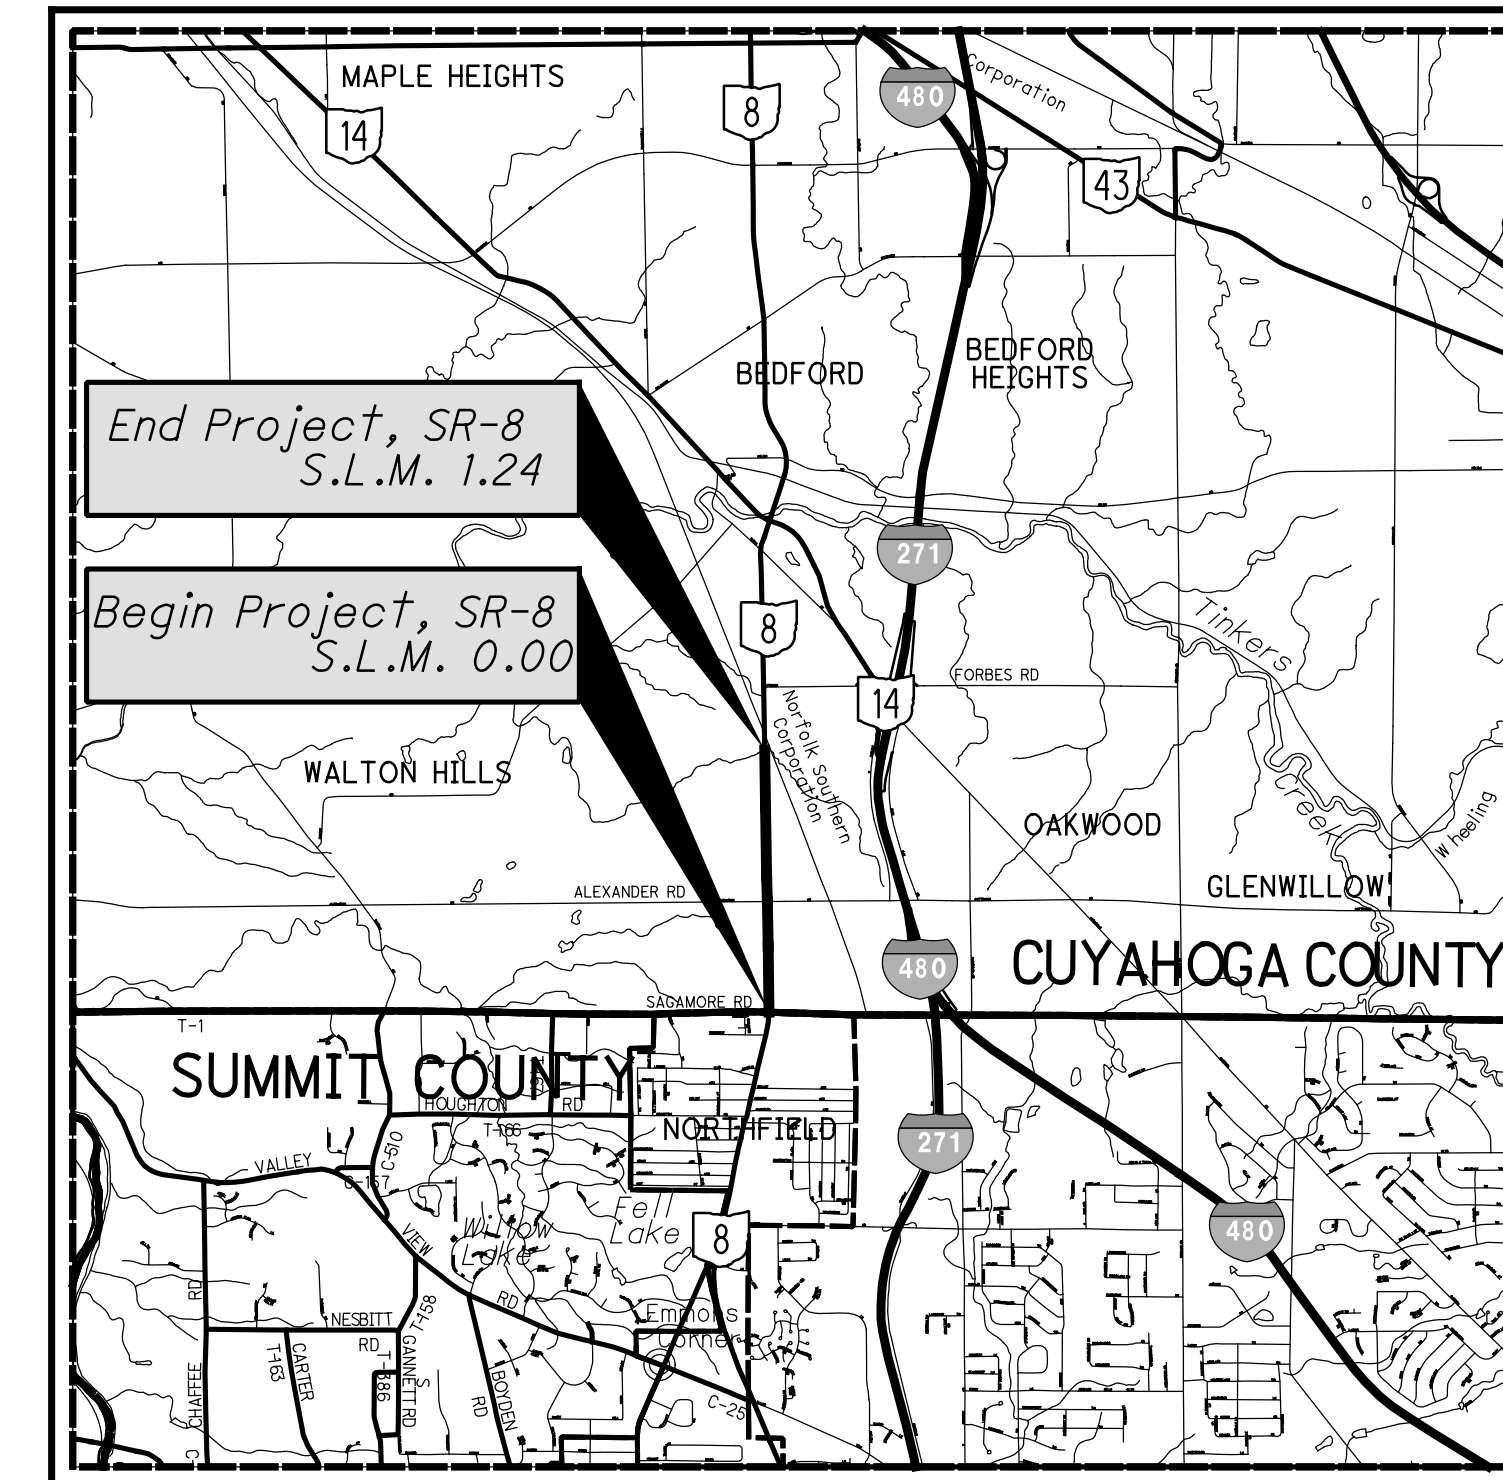 MAPLE HEIGHTS
14
8
480
Corporation
43
BEDFORD
BEDFORD
HEIGHTS
End Project, SR-8
S.L.M. 1.24
271
Begin Project, SR-8
S.L.M. 0.00
8
Tinkers
Creek
FORBES RD
14
Norfolk Southern
Corporation
WALTON HILLS
OAKWOOD
Wheeling
GLENWILLOW
ALEXANDER RD
480
CUYAHOGA COUNTY
SAGAMORE RD
T-1
SUMMIT COUNTY
HOUGHTON RD
T-166
NORTHFIELD
271
C-510
VALLEY
VIEW
RD
Fell
Lake
Willow
Lake
8
480
RD
CHAFFEE
C
NESBITT
RD
T-158
T-163
CARTER
T-386
GANNETT RD
S
BOYDEN
RD
Emmons
Corner
C-25